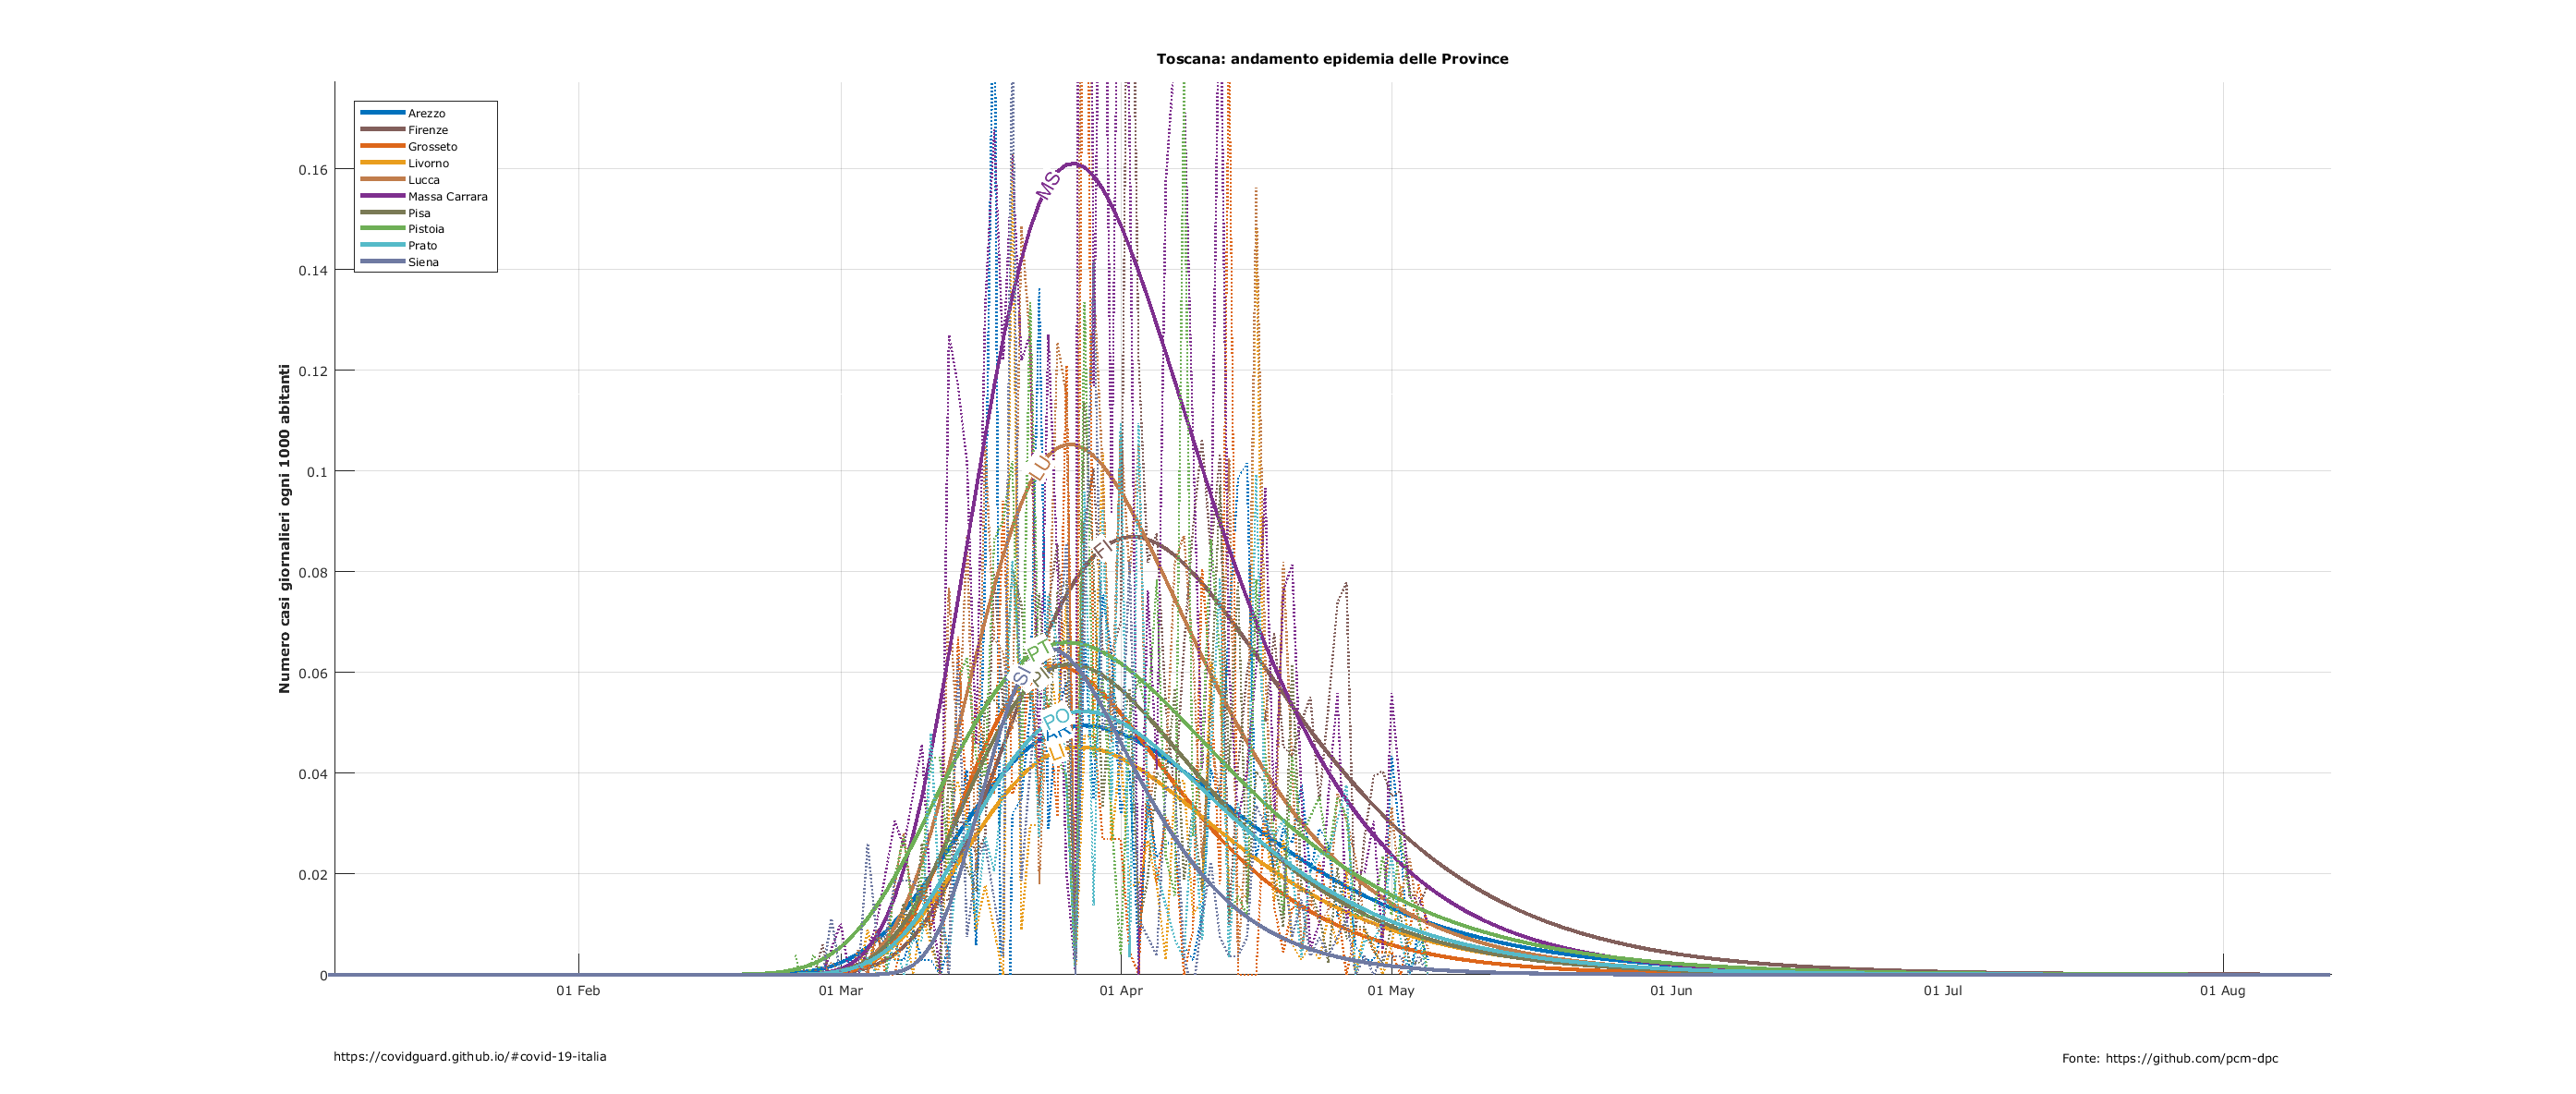 Toscana: andamento epidemia delle Province
Numero casi giornalieri ogni 1000 abitanti
0.16
0.14
0.12
0.1
0.08
0.06
0.04
0.02
0
Arezzo
Firenze
Grosseto
Livorno
Lucca
Massa Carrara
Pisa
Pistoia
Prato
Siena
MS
LU
FI
PT
SI
PI
PO
AR
LI
01 Feb
01 Mar
01 Apr
01 May
01 Jun
01 Jul
01 Aug
https://covidguard.github.io/#covid-19-italia
Fonte: https://github.com/pcm-dpc